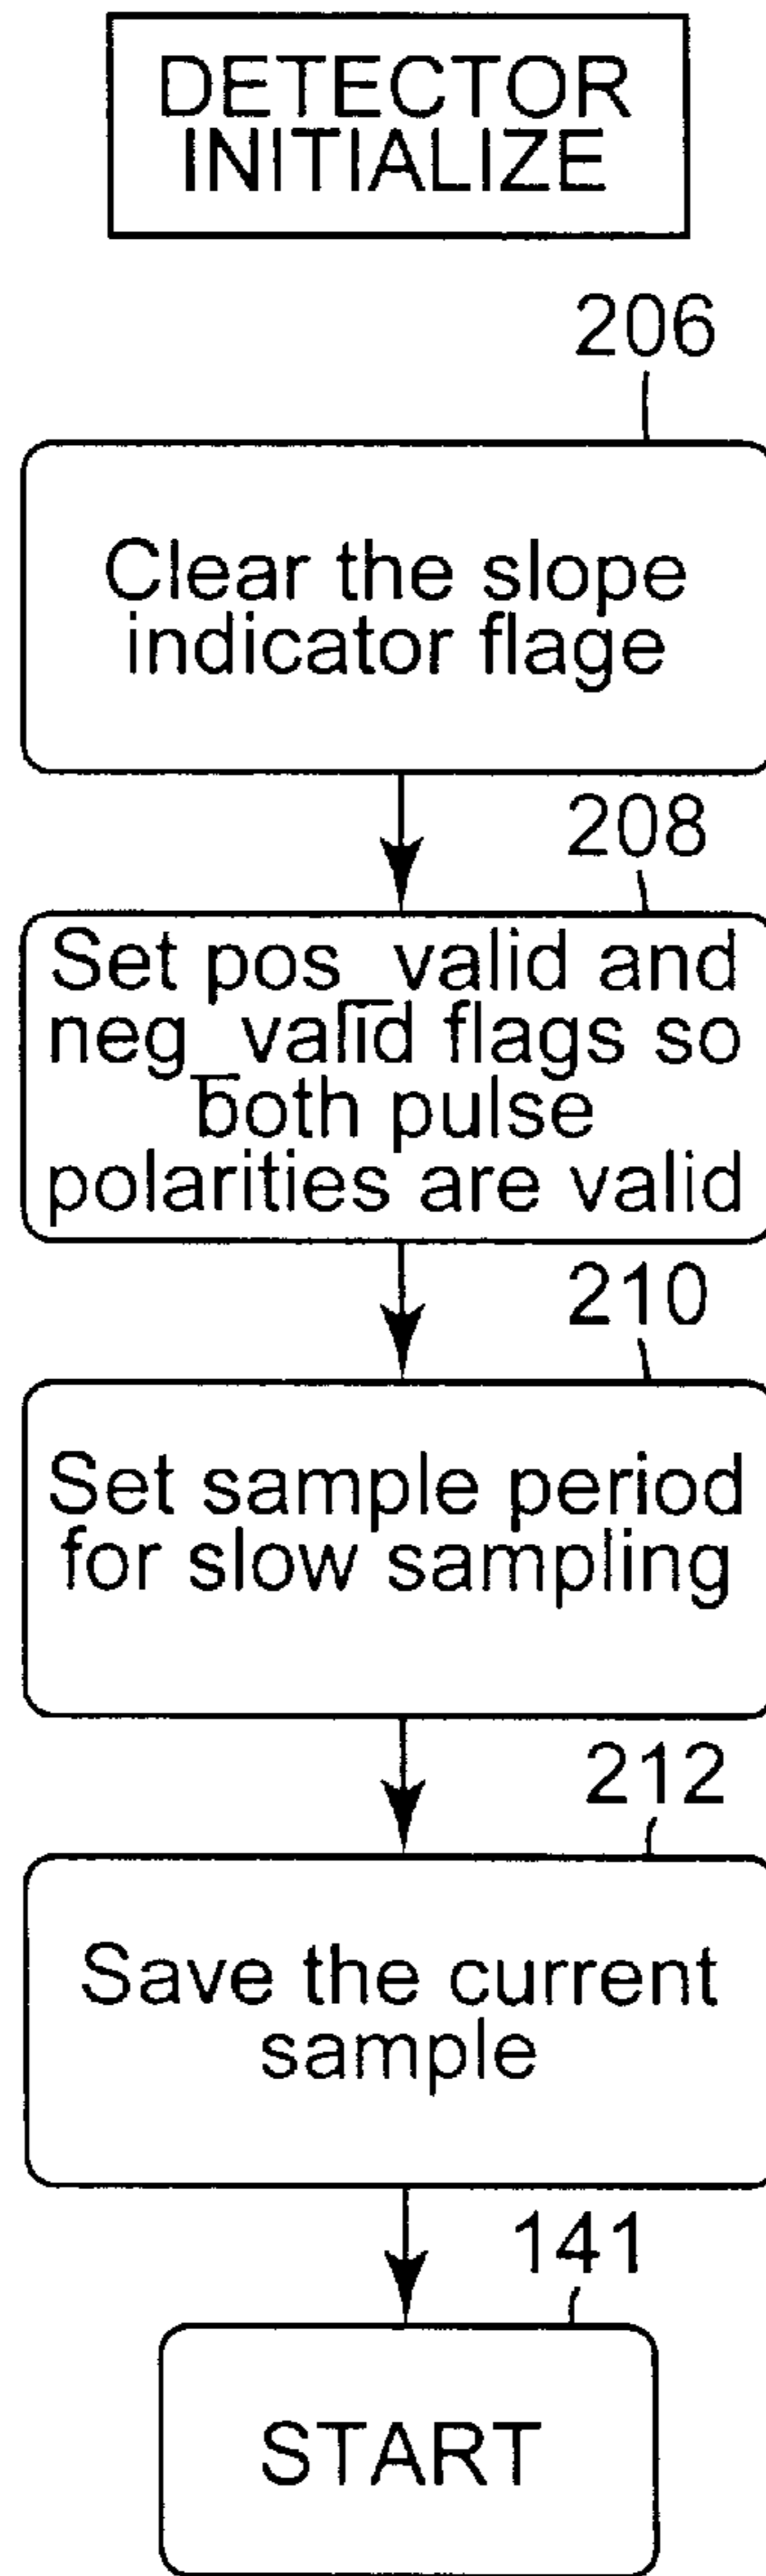 DETECTOR
INITIALIZE
206
Clear the slope
indicator flage
208
Set pos_valid and
neg_valid flags so
both pulse
polarities are valid
210
Set sample period
for slow sampling
212
Save the current
sample
141
START